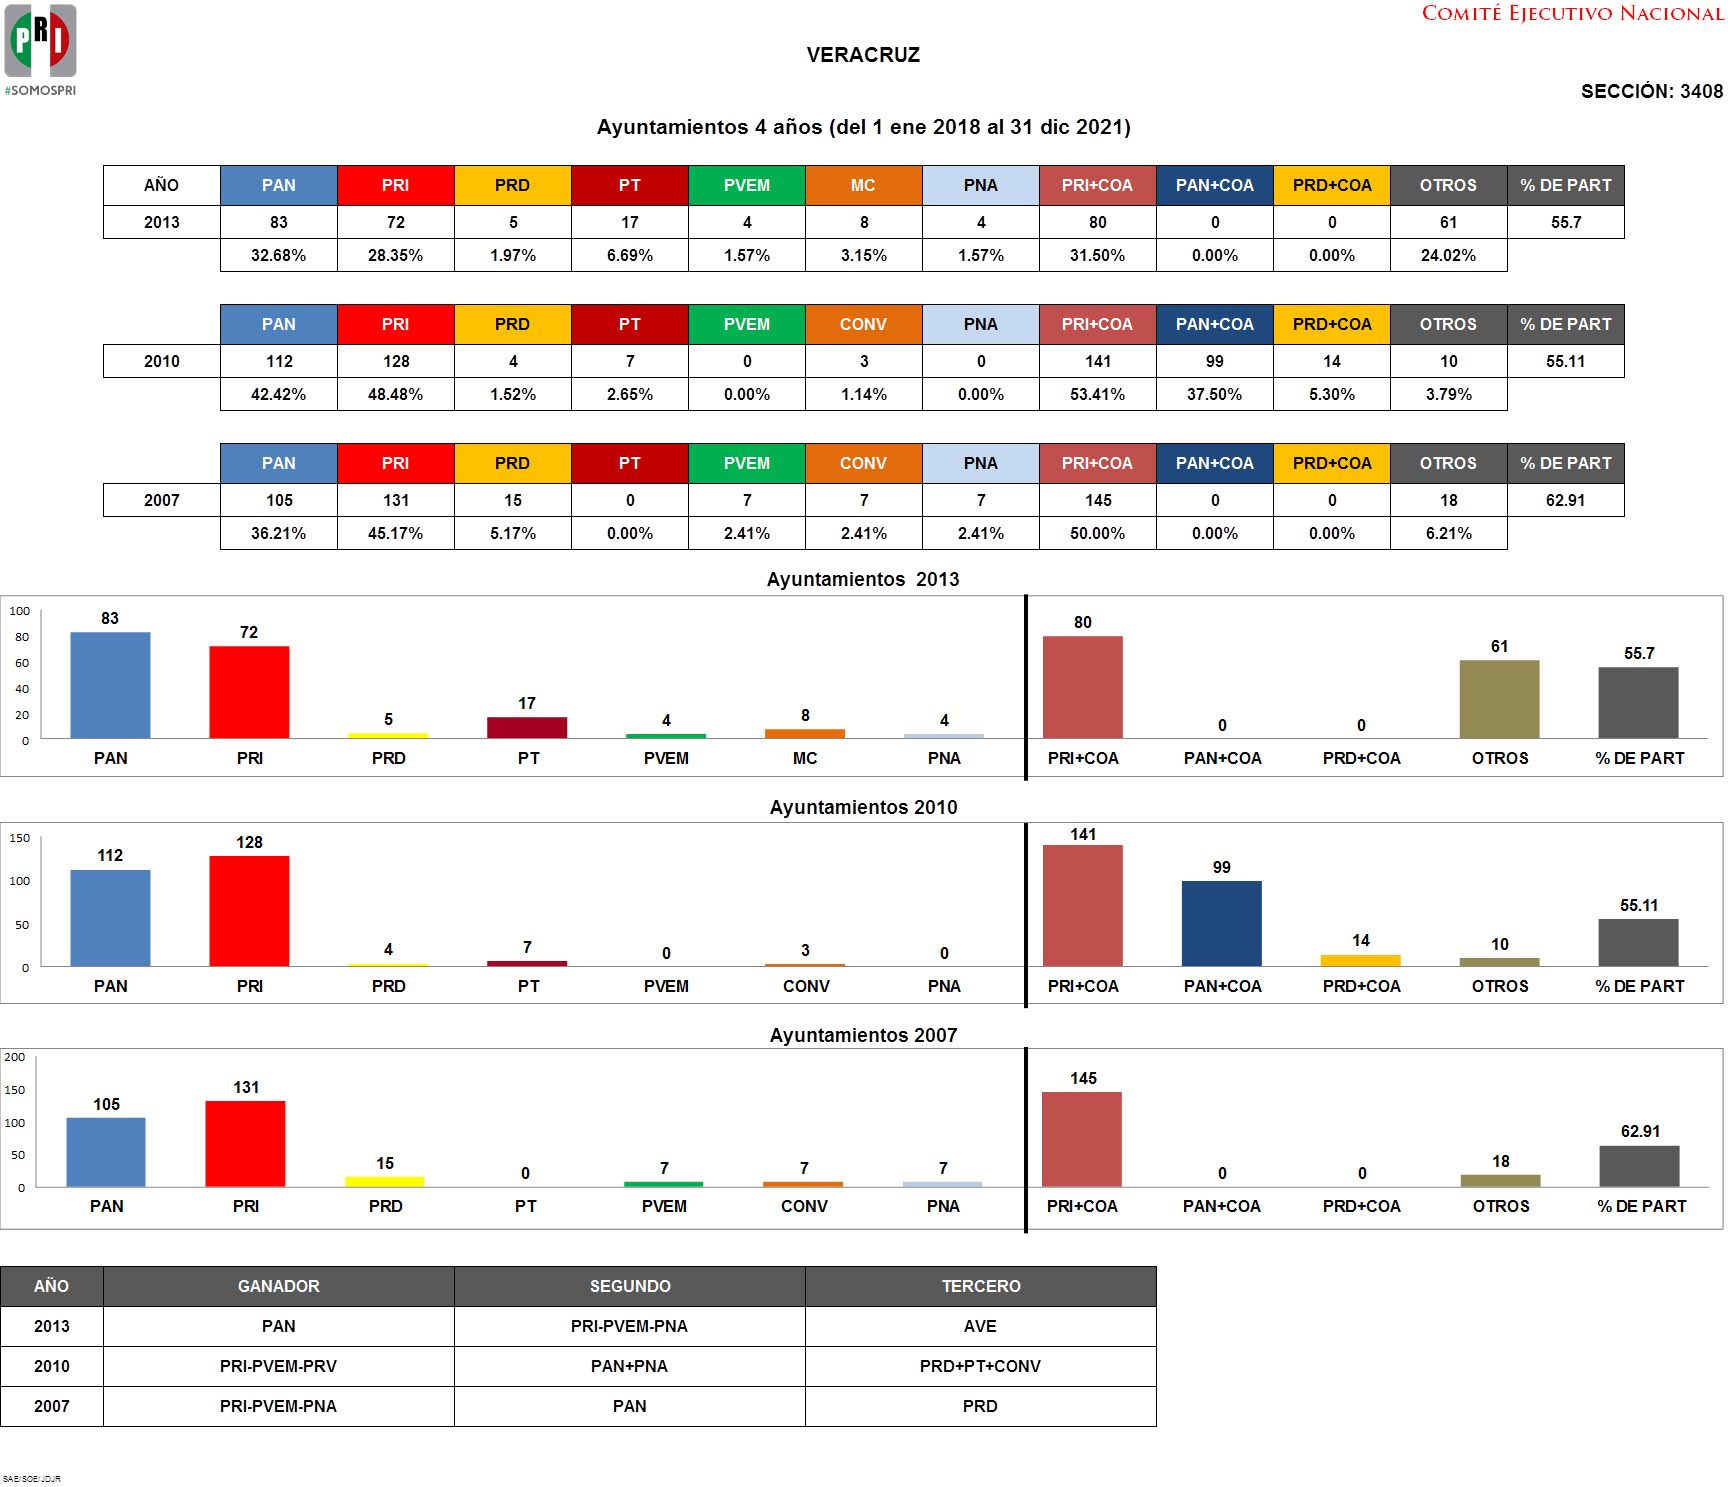 COMITÉ EJECUTIVO NACIONAL
PRI
#SOMOSPRI
VERACRUZ
SECCIÓN: 3408
Ayuntamientos 4 años (del 1 ene 2018 al 31 dic 2021)
AÑO PAN PRI PRD PT PVEM MC PNA PRI+COA PAN+COA PRD+COA OTROS % DE PART
2013 83 72 5 17 4 8 4 80 0 0 61 55.7
32.68% 28.35% 1.97% 6.69% 1.57% 3.15% 1.57% 31.50% 0.00% 0.00% 24.02%
PAN PRI PRD PT PVEM CONV PNA PRI+COA PAN+COA PRD+COA OTROS % DE PART
2010 112 128 4 7 0 3 0 141 99 14 10 55.11
42.42% 48.48% 1.52% 2.65% 0.00% 1.14% 0.00% 53.41% 37.50% 5.30% 3.79%
PAN PRI PRD PT PVEM CONV PNA PRI+COA PAN+COA PRD+COA OTROS % DE PART
2007 105 131 15 0 7 7 7 145 0 0 18 62.91
36.21% 45.17% 5.17% 0.00% 2.41% 2.41% 2.41% 50.00% 0.00% 0.00% 6.21%
Ayuntamientos 2013
100
80
60
40
20
0
83 72 5 17 4 8 4 80 0 0 61 55.7
PAN PRI PRD PT PVEM MC PNA PRI+COA PAN+COA PRD+COA OTROS % DE PART
Ayuntamientos 2010
150
100
50
0
112 128 4 7 0 3 0 141 99 14 10 55.11
PAN PRI PRD PT PVEM CONV PNA PRI+COA PAN+COA PRD+COA OTROS % DE PART
Ayuntamientos 2007
200
150
100
50
0
105 131 15 0 7 7 7 145 0 0 18 62.91
PAN PRI PRD PT PVEM CONV PNA PRI+COA PAN+COA PRD+COA OTROS % DE PART
AÑO GANADOR SEGUNDO TERCERO
2013 PAN PRI-PVEM-PNA AVE
2010 PRI-PVEM-PRV PAN+PNA PRD+PT+CONV
2007 PRI-PVEM-PNA PAN PRD
SAE/SOE/JDJR